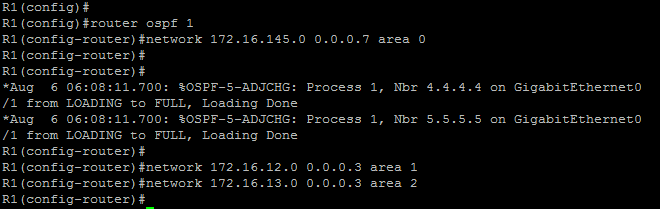 R1(config)#
R1(config)#router ospf 1
R1(config-router)#network 172.16.145.0 0.0.0.7 area 0
R1(config-router)#
R1(config-router)#
*Aug  6 06:08:11.700: %OSPF-5-ADJCHG: Process 1, Nbr 4.4.4.4 on GigabitEthernet0
/1 from LOADING to FULL, Loading Done
*Aug  6 06:08:11.700: %OSPF-5-ADJCHG: Process 1, Nbr 5.5.5.5 on GigabitEthernet0
/1 from LOADING to FULL, Loading Done
R1(config-router)#
R1(config-router)#network 172.16.12.0 0.0.0.3 area 1
R1(config-router)#network 172.16.13.0 0.0.0.3 area 2
R1(config-router)#